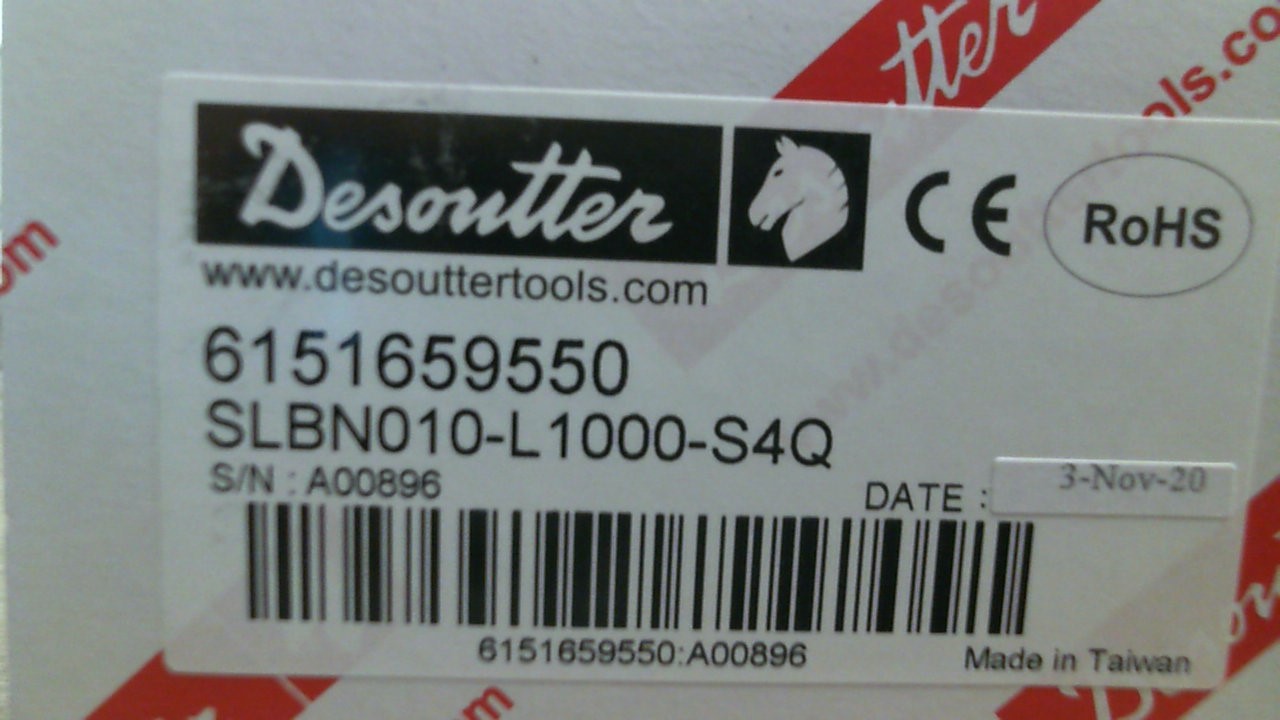 Desoutter
CE
RoHS
www.desouttertools.com
6151659550
SLBN010-L1000-S4Q
S/N : A00896
DATE : 3-Nov-20
6151659550:A00896
Made in Taiwan